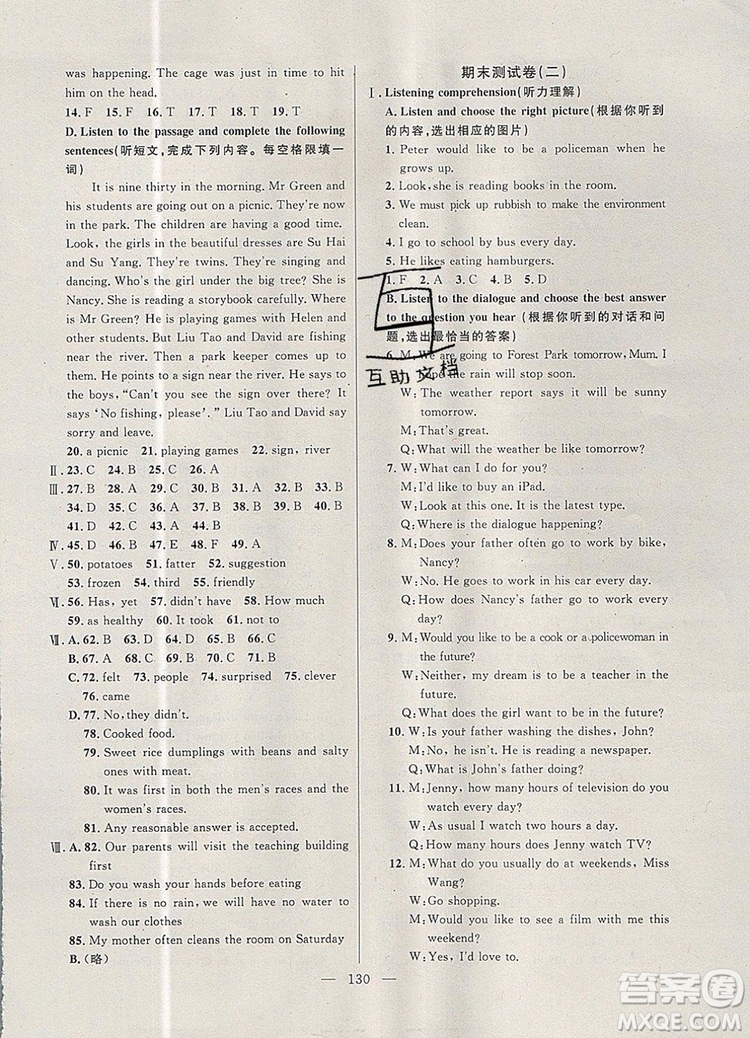 was happening. The cage was just in time to hit
him on the head.
14. F 15. F 16. T 17. T 18. T 19. T
D. Listen to the passage and complete the following
sentences(听短文,完成下列内容。每空格限填一
词)
It is nine thirty in the morning. Mr Green and
his students are going out on a picnic. They're now
in the park. The children are having a good time.
Look, the girls in the beautiful dresses are Su Hai
and Su Yang. They're twins. They're singing and
dancing. Who's the girl under the big tree? She is
Nancy. She is reading a storybook carefully. Where
is Mr Green? He is playing games with Helen and
other students. But Liu Tao and David are fishing
near the river. Then a park keeper comes up to
them. He points to a sign near the river. He says to
the boys, "Can't you see the sign over there? It
says 'No fishing, please'." Liu Tao and David say
sorry and leave.
20. a picnic 21. playing games 22. sign, river
Ⅱ. 23. C 24. B 25. C 26. A
Ⅲ. 27. B 28. A 29. B 30. B 31. C 32. B 33. B
34. D 35. C 36. D 37. C 38. D 39. B 40. B
41. D 42. C 43. C
Ⅳ. 44. B 45. D 46. F 47. C 48. E 49. A
Ⅴ. 50. potatoes 51. fatter 52. suggestion
53. frozen 54. third 55. friendly
Ⅵ. 56. Has, yet 57. didn't have 58. How much
59. as healthy 60. It took 61. not to
Ⅶ. A. 62. B 63. D 64. C 65. B 66. C
B. 67. C 68. D 69. C 70. B 71. A
C. 72. felt 73. people 74. surprised 75. clever
76. came
D. 77. No, they didn't.
78. Cooked food.
79. Sweet rice dumplings with beans and salty
ones with meat.
80. It was first in both the men's races and the
women's races.
81. Any reasonable answer is accepted.
Ⅷ. A. 82. Our parents will visit the teaching building
first
83. Do you wash your hands before eating
84. If there is no rain, we will have no water to
wash our clothes
85. My mother often cleans the room on Saturday
B.(略)
期末测试卷(二)
Ⅰ. Listening comprehension(听力理解)
A. Listen and choose the right picture(根据你听到
的内容,选出相应的图片)
1. Peter would like to be a policeman when he
grows up.
2. Look, she is reading books in the room.
3. We must pick up rubbish to make the environment
clean.
4. I go to school by bus every day.
5. He likes eating hamburgers.
1. F 2. A 3. C 4. B 5. D
B. Listen to the dialogue and choose the best answer
to the question you hear (根据你听到的对话和问
题,选出最恰当的答案)
6. M: We are going to Forest Park tomorrow, Mum. I
hope the rain will stop soon.
W: The weather report says it will be sunny
tomorrow.
M: That's great.
Q: What will the weather be like tomorrow?
7. W: What can I do for you?
M: I'd like to buy an iPad.
W: Look at this one. It is the latest type.
Q: Where is the dialogue happening?
8. M: Does your father often go to work by bike,
Nancy?
W: No. He goes to work in his car every day.
Q: How does Nancy's father go to work every
day?
9. M: Would you like to be a cook or a policewoman in
the future?
W: Neither, my dream is to be a teacher in the
future.
Q: What does the girl want to be in the future?
10. W: Is your father washing the dishes, John?
M: No, he isn't. He is reading a newspaper.
Q: What is John's father doing?
11. M: Jenny, how many hours of television do you
watch every day?
W: As usual I watch two hours a day.
Q: How many hours does Jenny watch TV?
12. M: What do you usually do at weekends, Miss
Wang?
W: Go shopping.
M: Would you like to see a film with me this
weekend?
W: Yes, I'd love to.
互助文档
— 130 —
答案圈
MXQE.COM